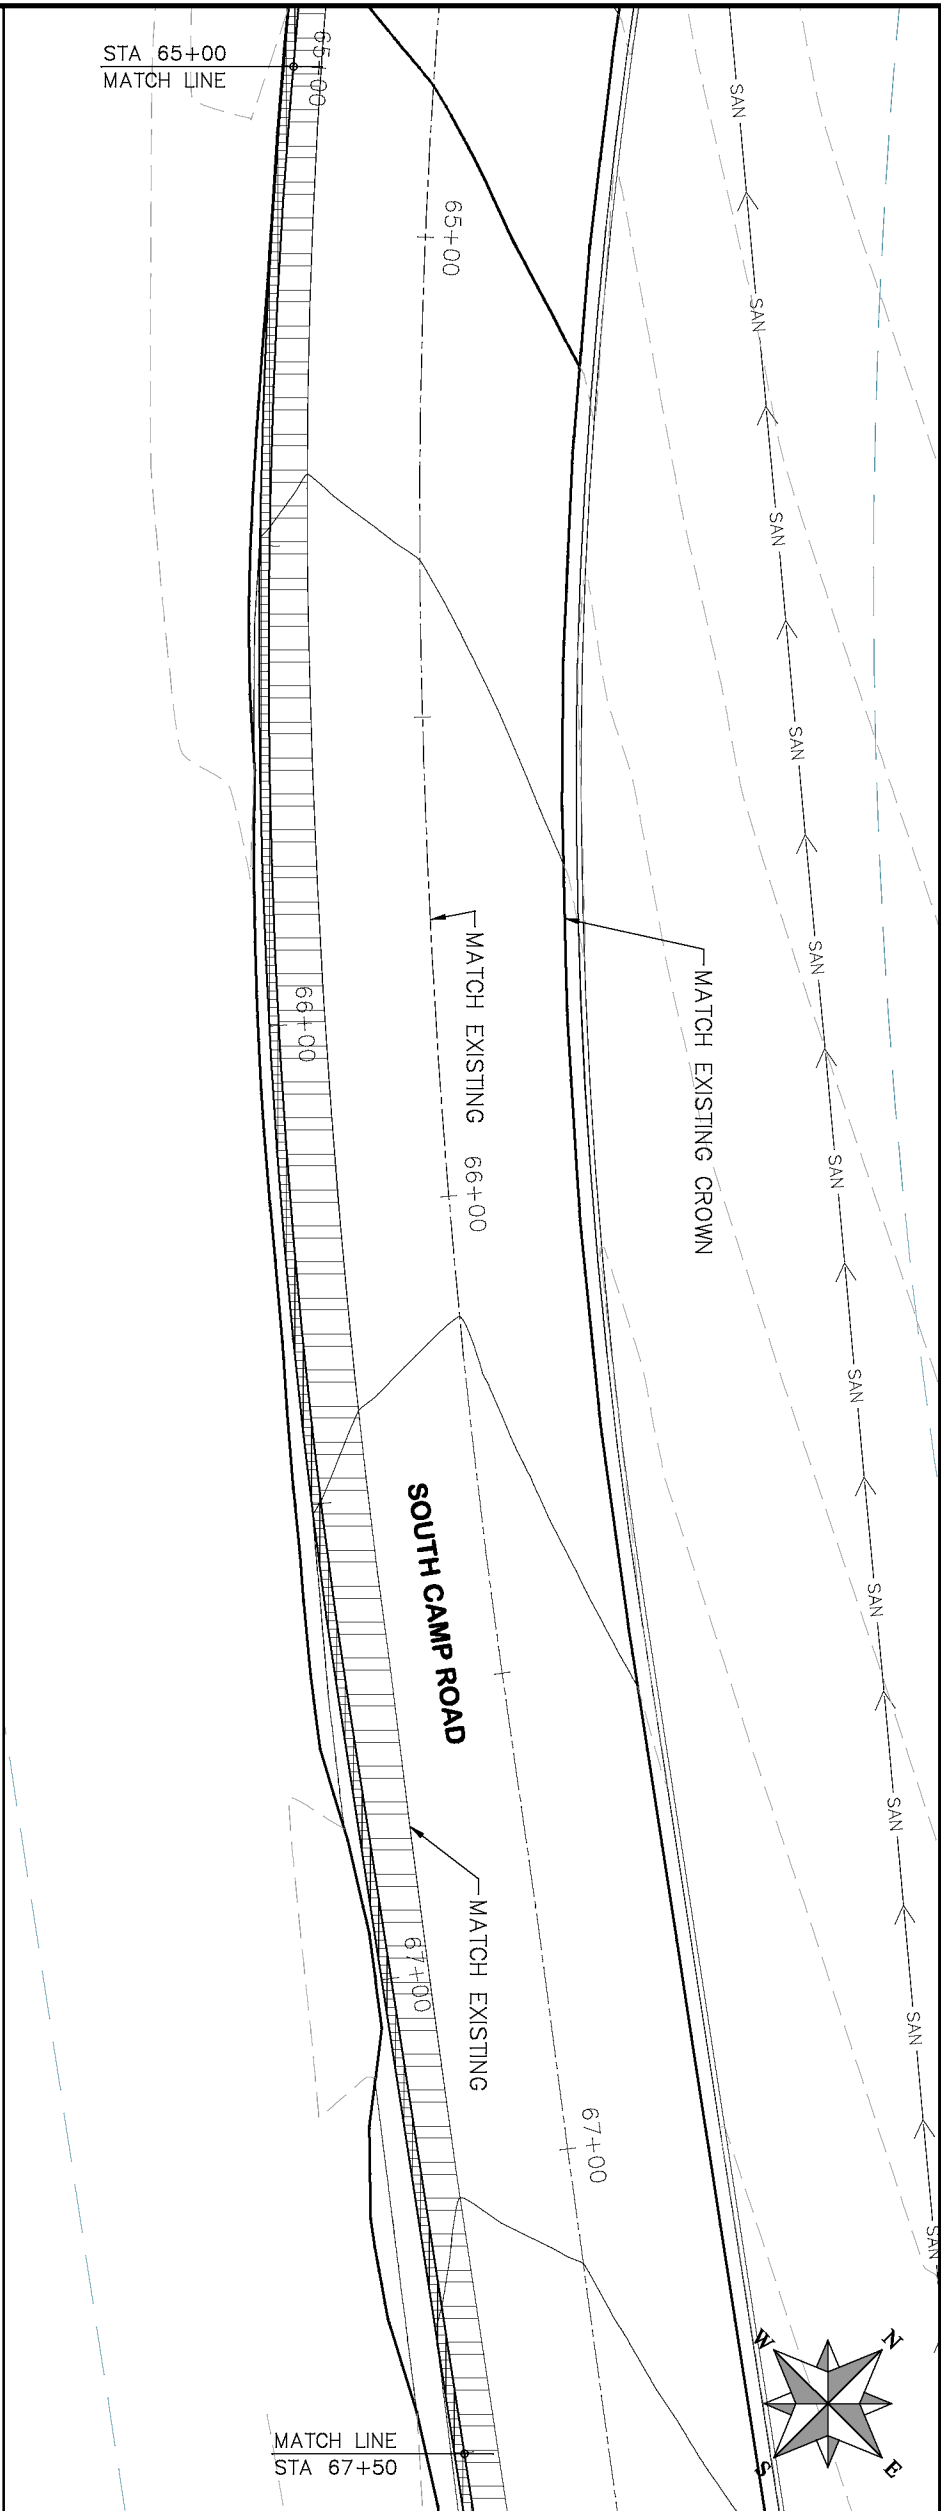 STA 65+00
MATCH LINE
65+00
65+00
SAN
SAN
SAN
SAN
MATCH EXISTING
MATCH EXISTING CROWN
SAN
66+00
66+00
SAN
SAN
SOUTH CAMP ROAD
SAN
SAN
MATCH EXISTING
67+00
SAN
67+00
SAN
W
N
S
E
MATCH LINE
STA 67+50